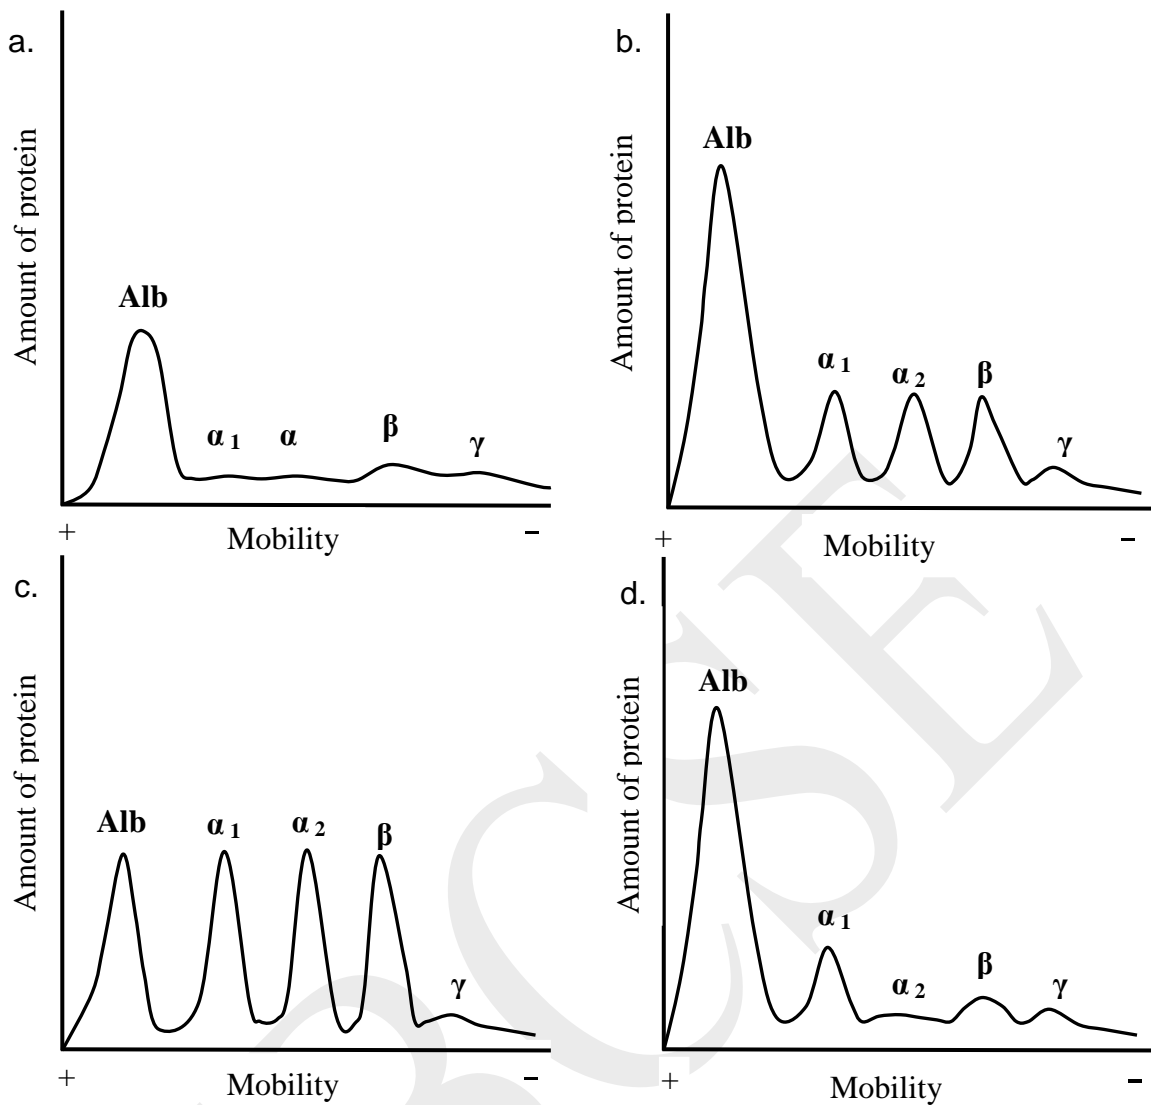 a.
Amount of protein
Alb
α 1
α
β
γ
+
Mobility
−
b.
Amount of protein
Alb
α 1
α 2
β
γ
+
Mobility
−
c.
Amount of protein
Alb
α 1
α 2
β
γ
+
Mobility
−
d.
Amount of protein
Alb
α 1
α 2
β
γ
+
Mobility
−